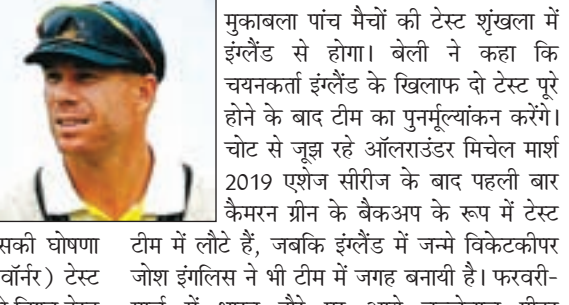 मुकाबला पांच मैचों की टेस्ट शृंखला में
इंग्लैंड से होगा। बेली ने कहा कि
चयनकर्ता इंग्लैंड के खिलाफ दो टेस्ट पूरे
होने के बाद टीम का पुनर्मूल्यांकन करेंगे।
चोट से जूझ रहे ऑलराउंडर मिचेल मार्श
2019 एशेज सीरीज के बाद पहली बार
कैमरन ग्रीन के बैकअप के रूप में टेस्ट
टीम में लौटे हैं, जबकि इंग्लैंड में जन्मे विकेटकीपर
जोश इंगलिस ने भी टीम में जगह बनायी है। फरवरी-
सकी घोषणा
वॉर्नर) टेस्ट